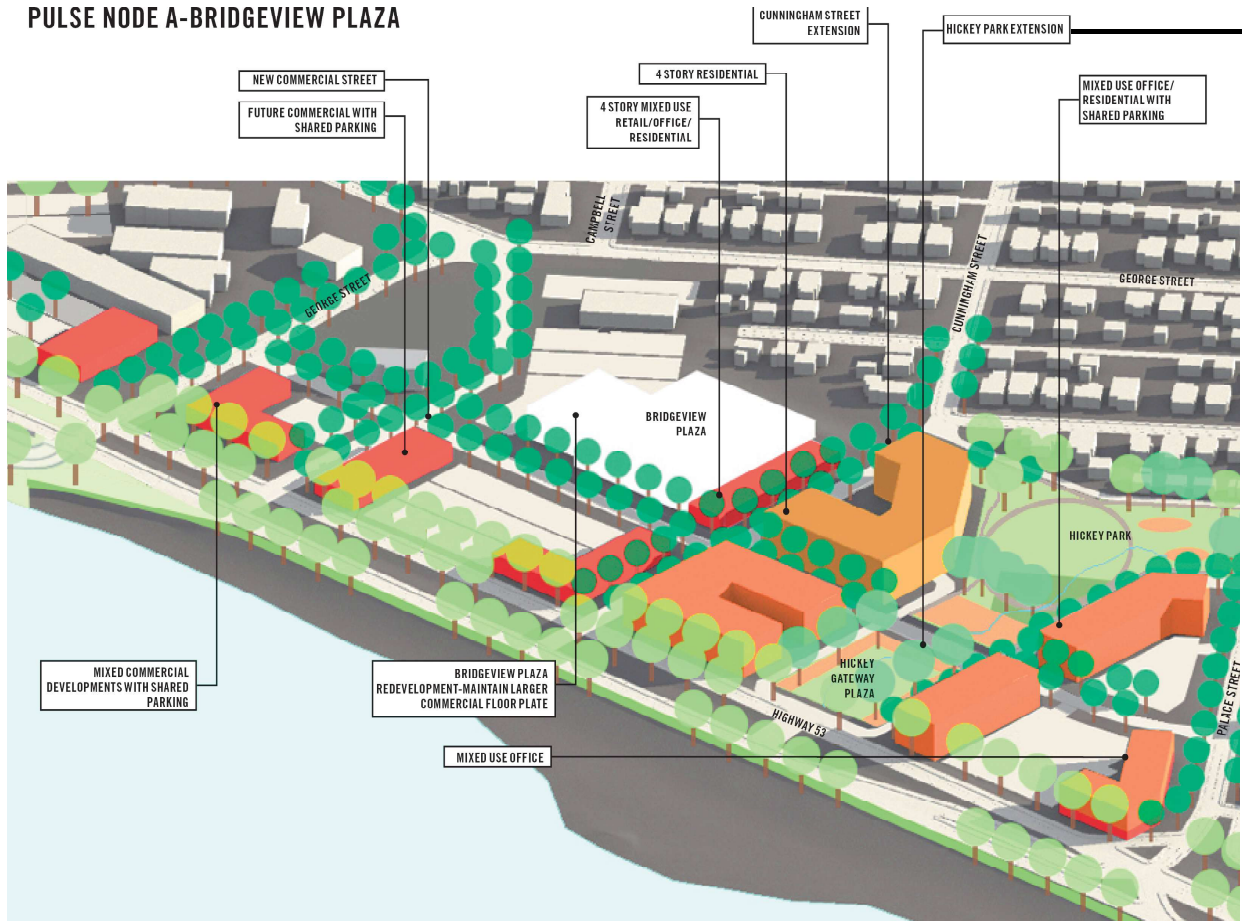 PULSE NODE A-BRIDGEVIEW PLAZA
CUNNINGHAM STREET
EXTENSION
HICKEY PARK EXTENSION
NEW COMMERCIAL STREET
4 STORY RESIDENTIAL
MIXED USE OFFICE/
RESIDENTIAL WITH
SHARED PARKING
FUTURE COMMERCIAL WITH
SHARED PARKING
4 STORY MIXED USE
RETAIL/OFFICE/
RESIDENTIAL
CAMPBELL
STREET
GEORGE STREET
CUNNINGHAM STREET
GEORGE STREET
BRIDGEVIEW
PLAZA
HICKEY PARK
HICKEY
GATEWAY
PLAZA
PALACE STREET
HIGHWAY 53
MIXED COMMERCIAL
DEVELOPMENTS WITH SHARED
PARKING
BRIDGEVIEW PLAZA
REDEVELOPMENT-MAINTAIN LARGER
COMMERCIAL FLOOR PLATE
MIXED USE OFFICE